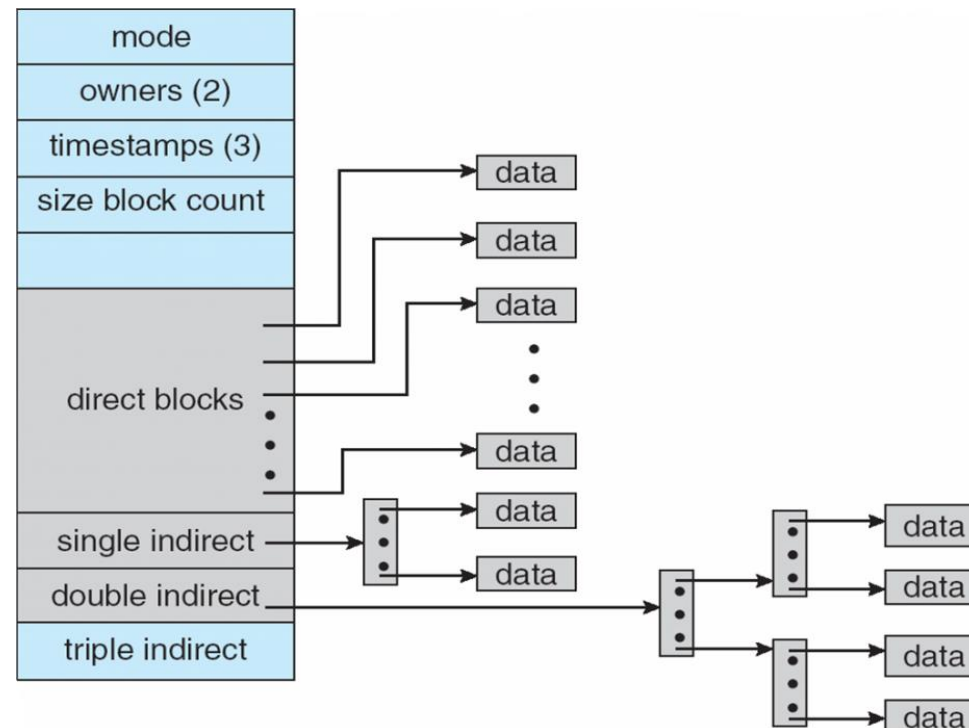 mode
owners (2)
timestamps (3)
size block count
direct blocks
single indirect
double indirect
triple indirect
data
data
data
data
data
data
data
data
data
data